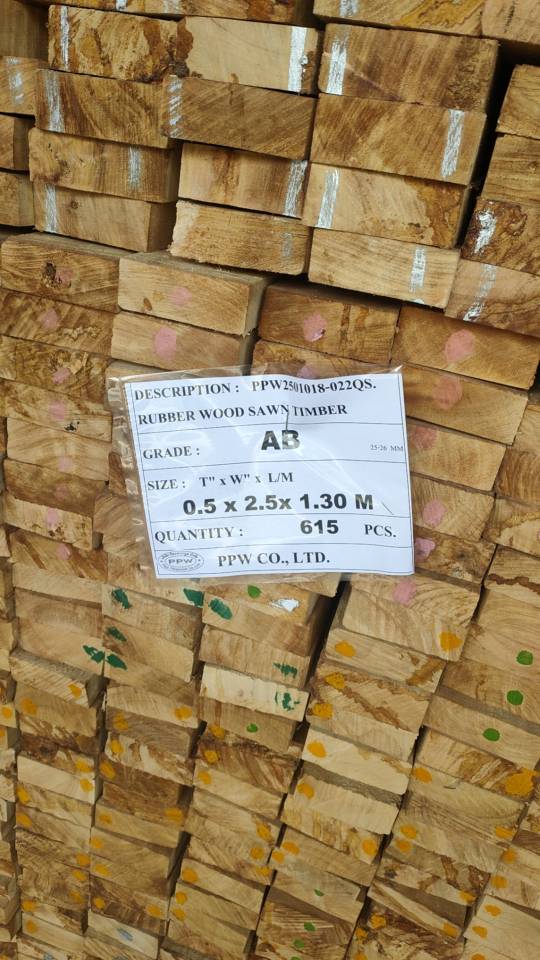 DESCRIPTION : PPW2501018-022QS.
RUBBER WOOD SAWN TIMBER
GRADE : AB 25-26 MM
SIZE : T" x W" x L/M
0.5 x 2.5x 1.30 M
QUANTITY : 615 PCS.
PPW PPW CO., LTD.